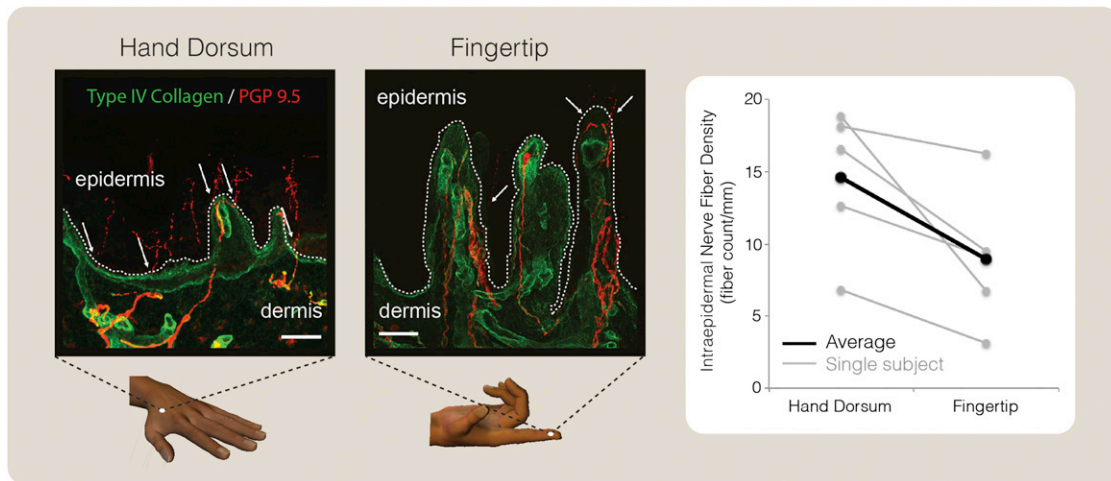 Hand Dorsum
Fingertip
Type IV Collagen / PGP 9.5
epidermis
dermis
epidermis
dermis
Intraepidermal Nerve Fiber Density
(fiber count/mm)
20
15
10
5
0
Average
Single subject
Hand Dorsum
Fingertip